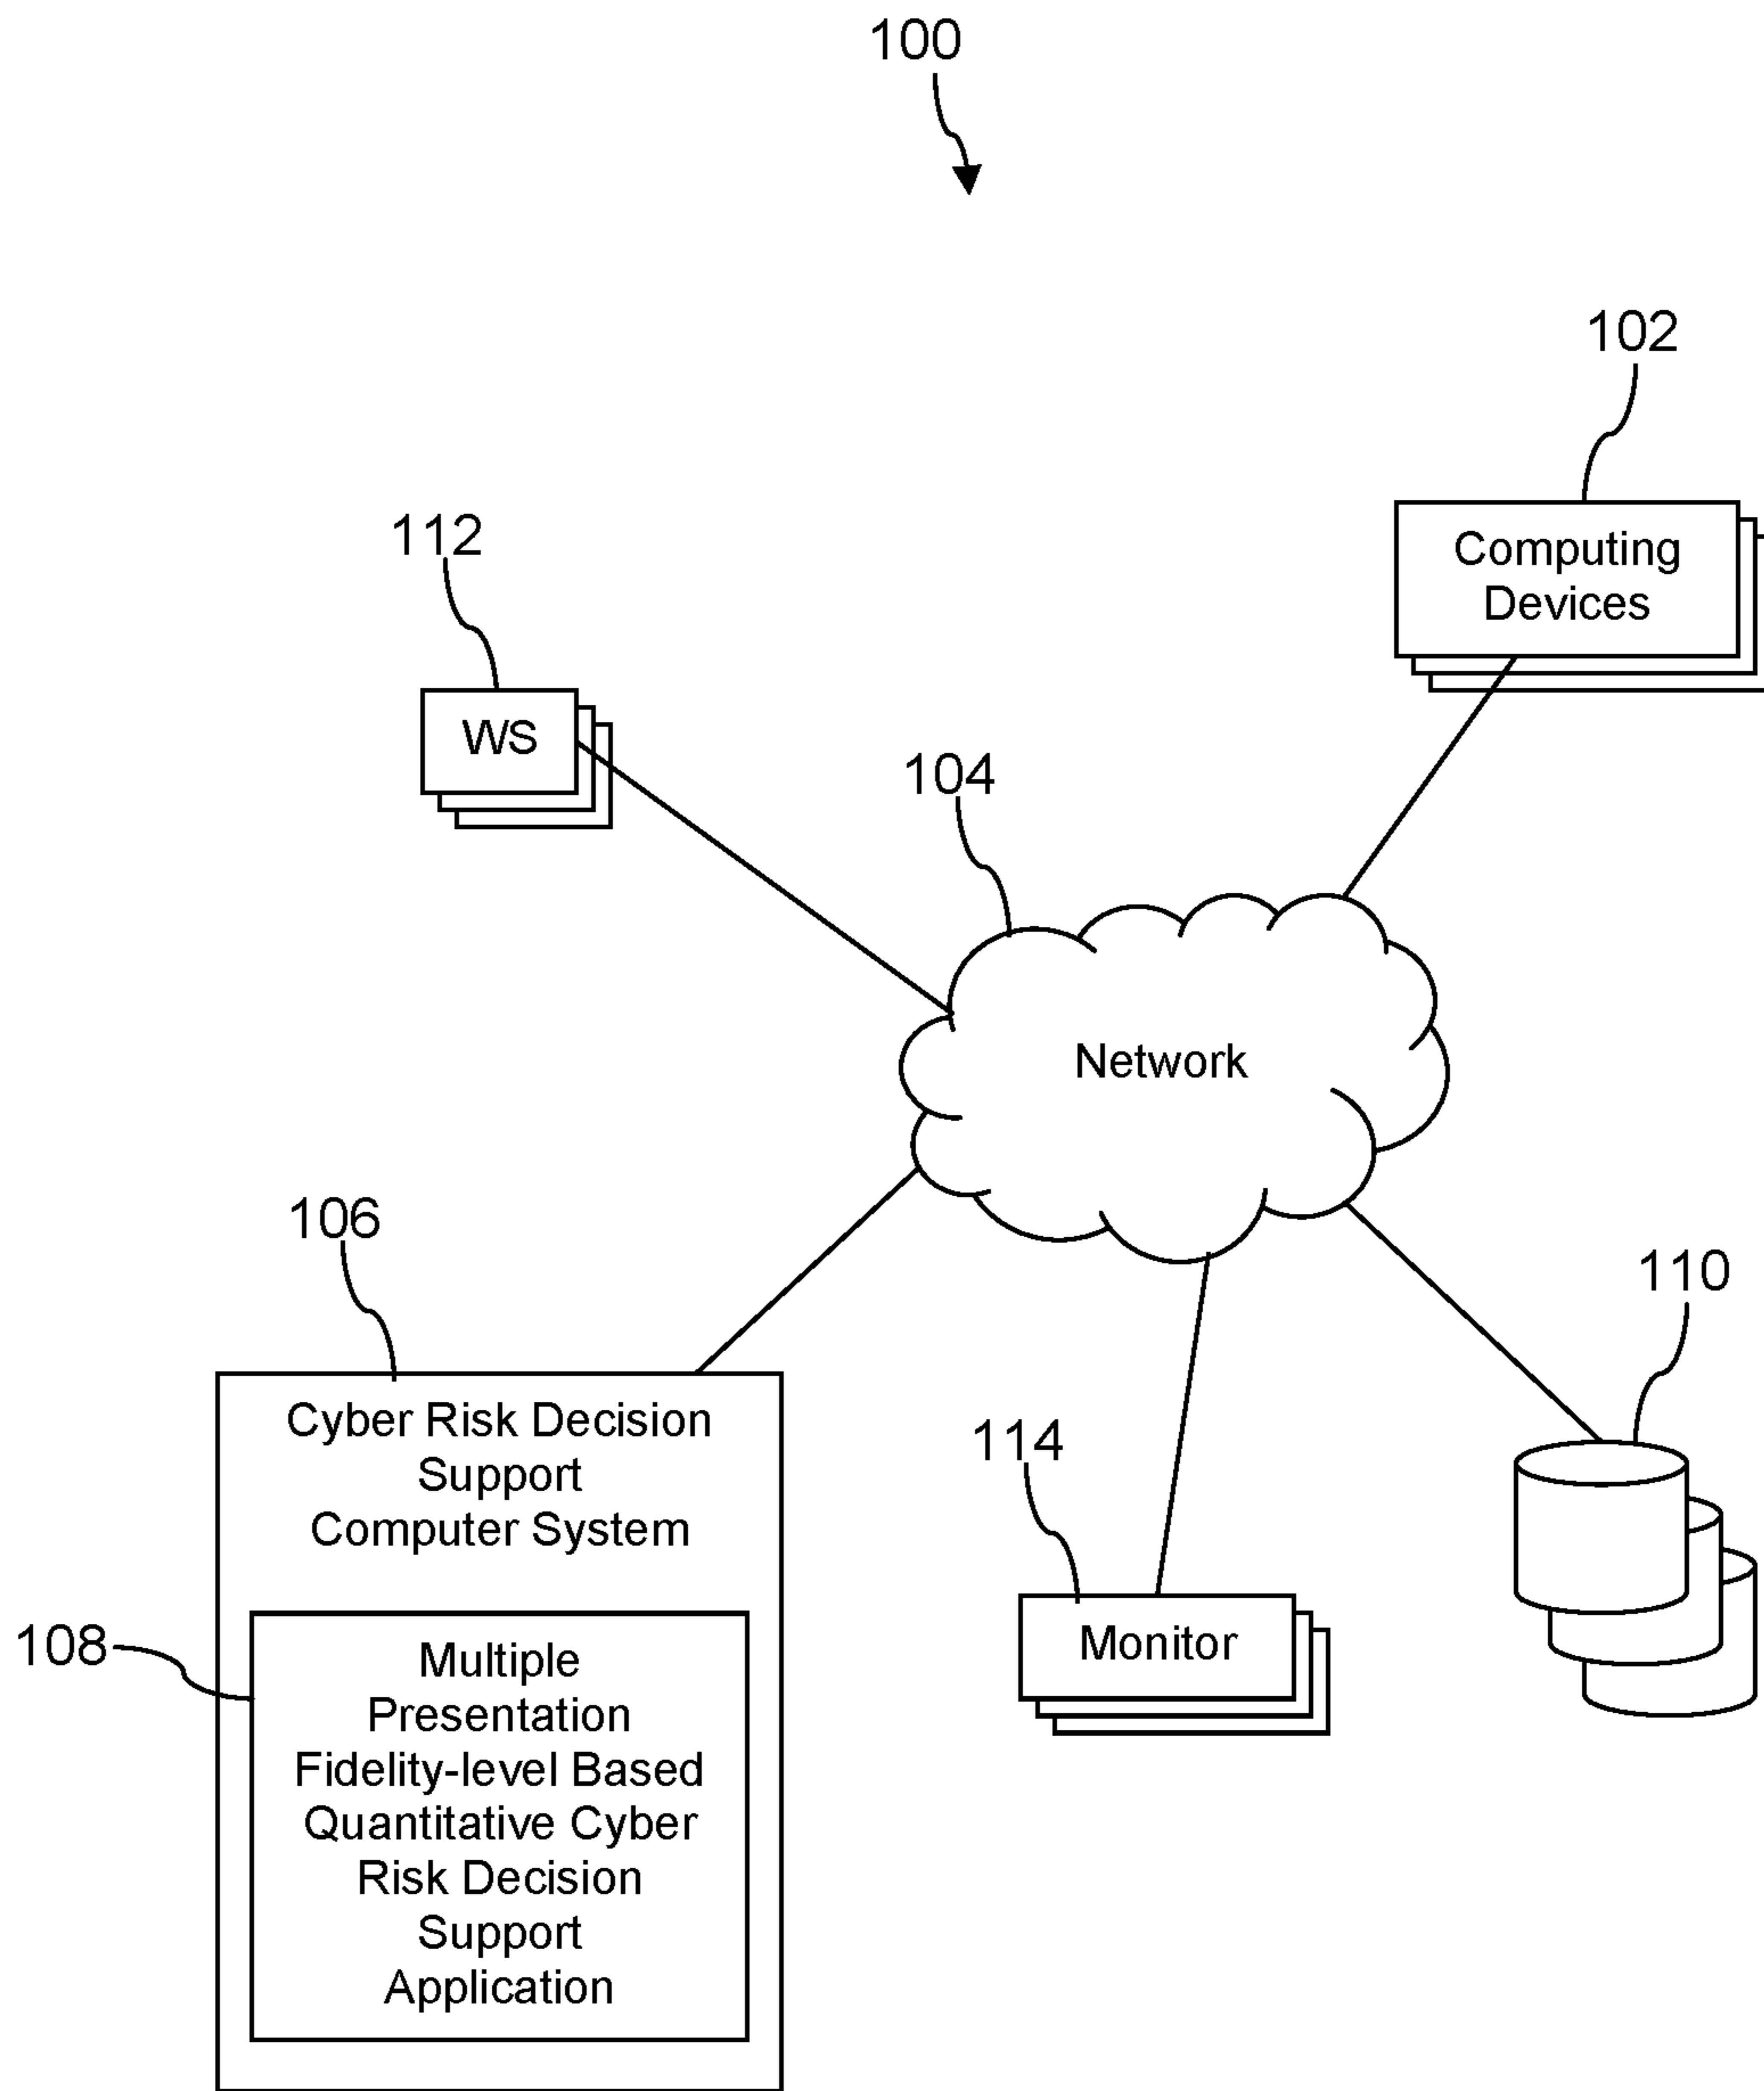 100
102
Computing
Devices
112
WS
104
Network
106
Cyber Risk Decision
Support
Computer System
110
114
Monitor
108
Multiple
Presentation
Fidelity-level Based
Quantitative Cyber
Risk Decision
Support
Application